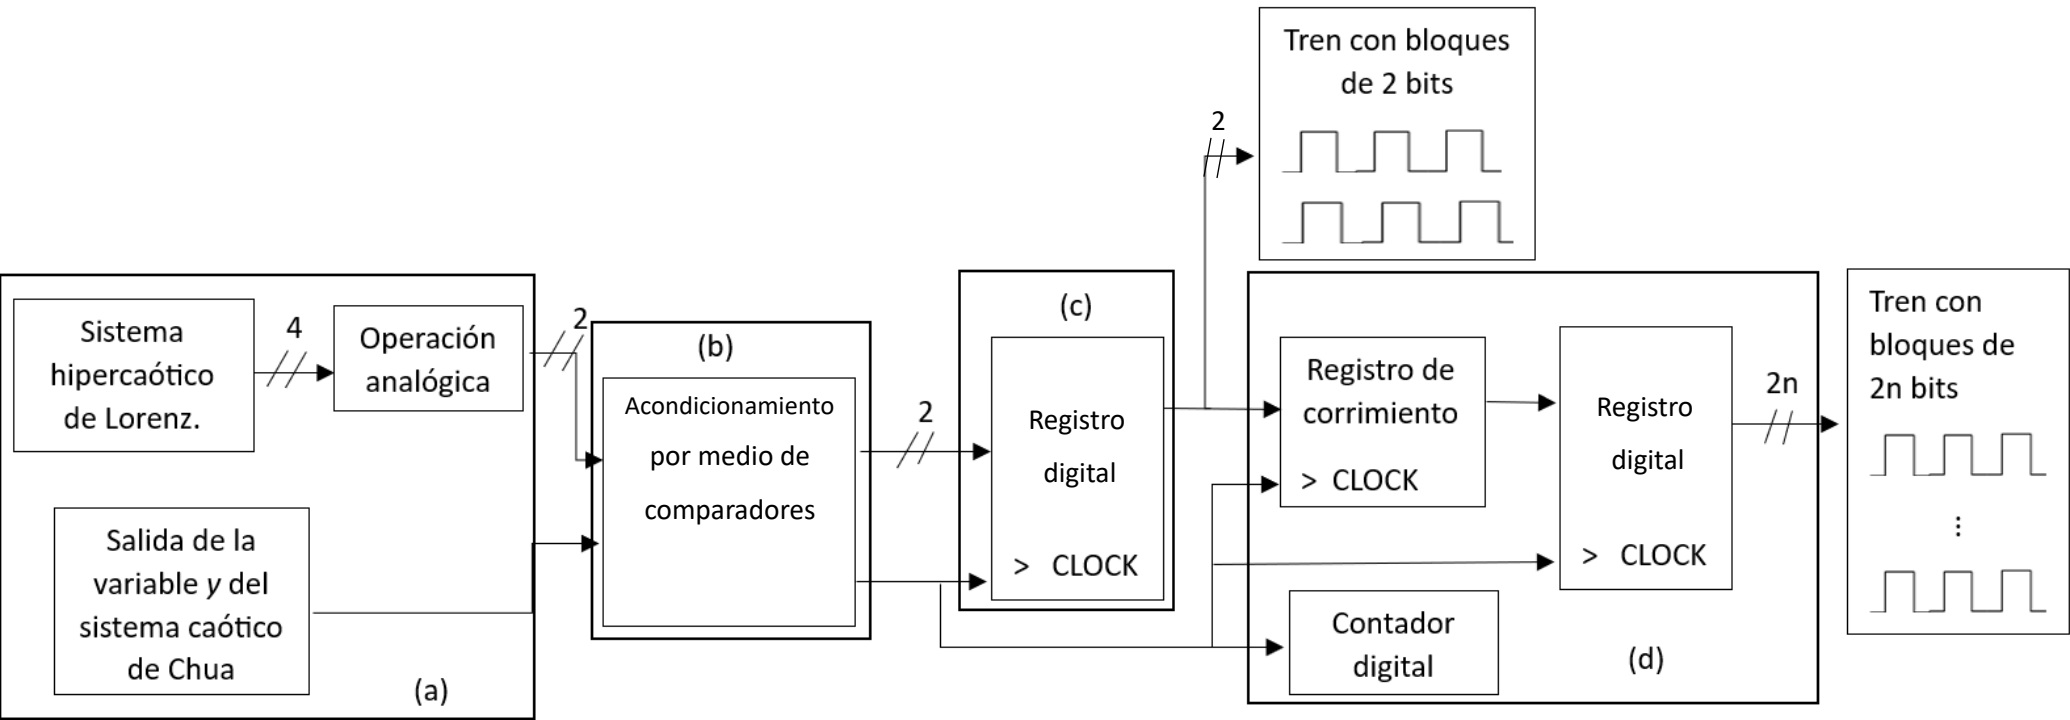 Sistema
hipercaótico
de Lorenz.
4
Operación
analógica
2
Salida de la
variable y del
sistema caótico
de Chua
(a)
(b)
Acondicionamiento
por medio de
comparadores
2
(c)
Registro
digital
> CLOCK
2
Tren con bloques
de 2 bits
Registro de
corrimiento
> CLOCK
Registro
digital
> CLOCK
Contador
digital
(d)
2n
Tren con
bloques de
2n bits
⋮